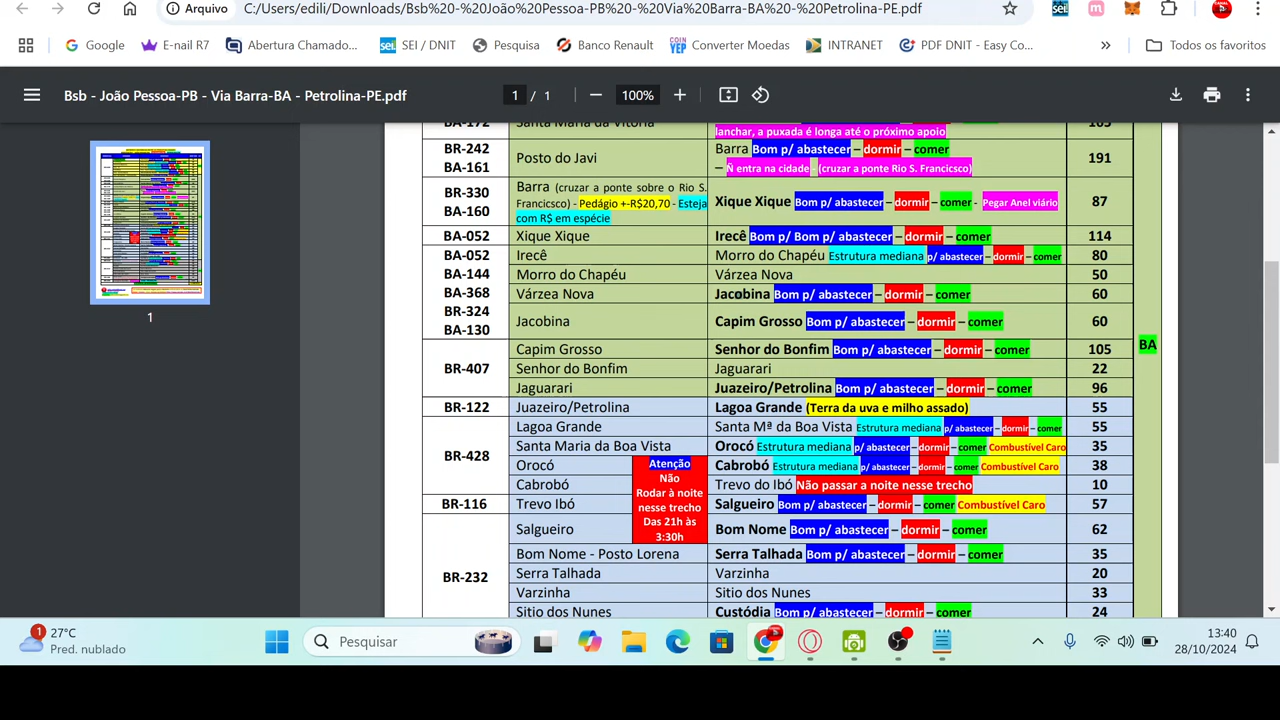 Arquivo C:/Users/edili/Downloads/Bsb%20-%20João%20Pessoa-PB%20-%20Via%20Barra-BA%20-%20Petrolina-PE.pdf
Google E-nail R7 Abertura Chamado... SEI / DNIT Pesquisa Banco Renault Converter Moedas INTRANET PDF DNIT - Easy Co... » Todos os favoritos
Bsb - João Pessoa-PB - Via Barra-BA - Petrolina-PE.pdf 1 / 1 100%
1
BA-172 Santa Maria da Vitória lanchar, a puxada é longa até o próximo apoio 105
BR-242 BA-161 Posto do Javi Barra Bom p/ abastecer – dormir – comer
– Ñ entra na cidade - (cruzar a ponte Rio S. Francicsco) 191
BR-330 BA-160 Barra (cruzar a ponte sobre o Rio S. Francisco) - Pedágio +-R$20,70 - Esteja com R$ em espécie Xique Xique Bom p/ abastecer – dormir – comer - Pegar Anel viário 87
BA-052 Xique Xique Irecê Bom p/ Bom p/ abastecer – dormir – comer 114
BA-052 Irecê Morro do Chapéu Estrutura mediana p/ abastecer – dormir – comer 80
BA-144 Morro do Chapéu Várzea Nova 50
BA-368 Várzea Nova Jacobina Bom p/ abastecer – dormir – comer 60
BR-324 BA-130 Jacobina Capim Grosso Bom p/ abastecer – dormir – comer 60
BA
BR-407 Capim Grosso Senhor do Bonfim Bom p/ abastecer – dormir – comer 105
Senhor do Bonfim Jaguarari 22
Jaguarari Juazeiro/Petrolina Bom p/ abastecer – dormir – comer 96
BR-122 Juazeiro/Petrolina Lagoa Grande (Terra da uva e milho assado) 55
BR-428 Lagoa Grande Santa Mª da Boa Vista Estrutura mediana p/ abastecer – dormir – comer 55
Santa Maria da Boa Vista Orocó Estrutura mediana p/ abastecer – dormir – comer Combustível Caro 35
Orocó Cabrobó Estrutura mediana p/ abastecer – dormir – comer Combustível Caro 38
Cabrobó Trevo do Ibó Não passar a noite nesse trecho 10
Atenção
Não
Rodar à noite
nesse trecho
Das 21h às
3:30h
BR-116 Trevo Ibó Salgueiro Bom p/ abastecer – dormir – comer Combustível Caro 57
BR-232 Salgueiro Bom Nome Bom p/ abastecer – dormir – comer 62
Bom Nome - Posto Lorena Serra Talhada Bom p/ abastecer – dormir – comer 35
Serra Talhada Varzinha 20
Varzinha Sitio dos Nunes 33
Sitio dos Nunes Custódia Bom p/ abastecer – dormir – comer 24
1 27°C
Pred. nublado
Pesquisar
13:40
28/10/2024